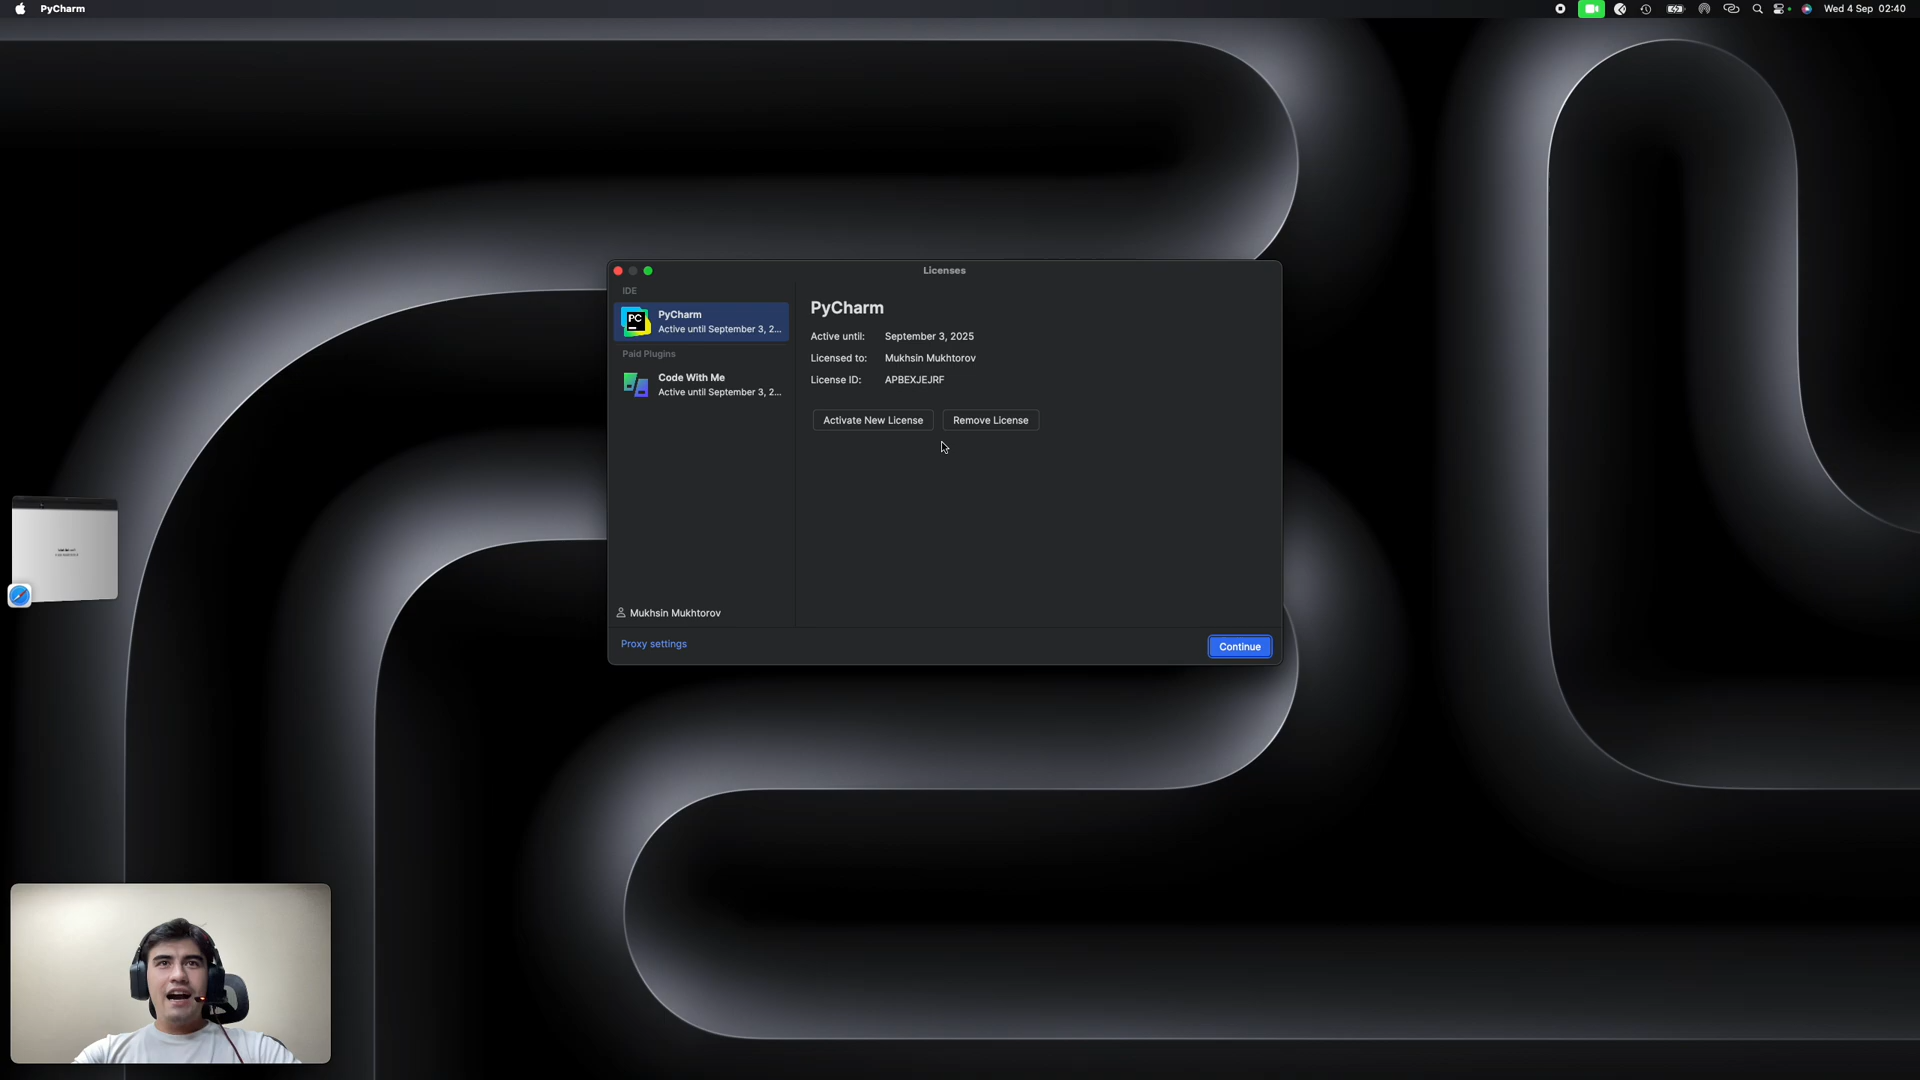 PyCharm
Wed 4 Sep 02:40
Licenses
IDE
PC
PyCharm
Active until September 3, 2...
Paid Plugins
Code With Me
Active until September 3, 2...
Mukhsin Mukhtorov
PyCharm
Active until: September 3, 2025
Licensed to: Mukhsin Mukhtorov
License ID: APBEXJEJRF
Activate New License Remove License
Proxy settings
Continue